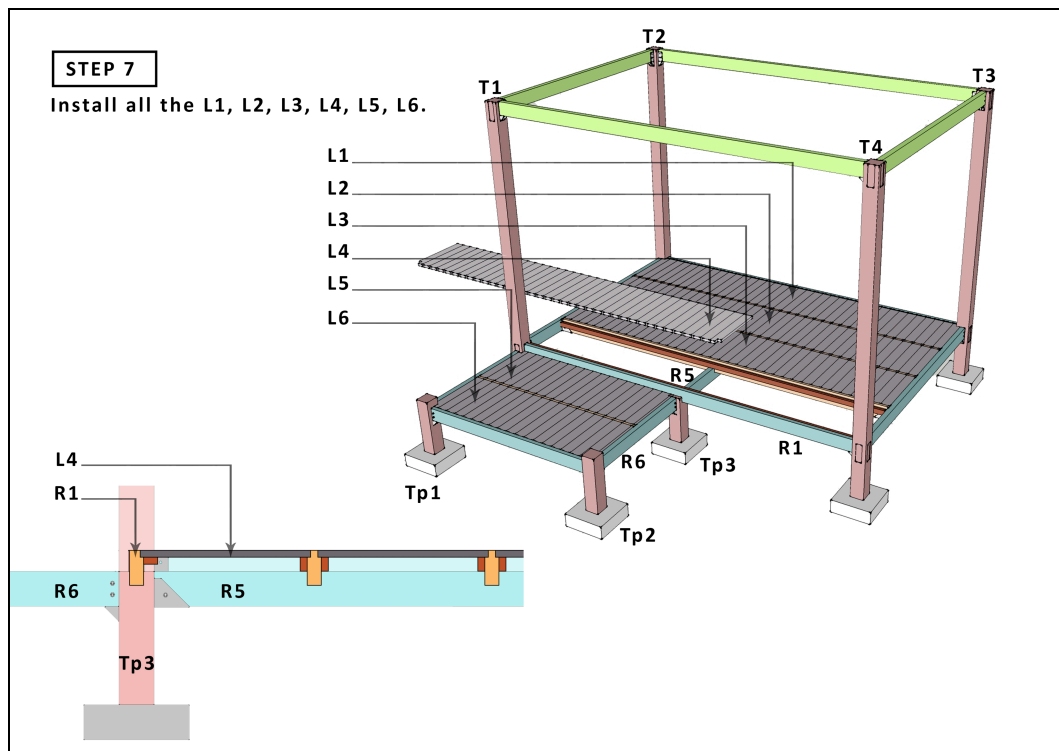 STEP 7
Install all the L1, L2, L3, L4, L5, L6.
T2
T3
T1
T4
L1
L2
L3
L4
L5
L6
R5
R1
R6
Tp3
Tp1
Tp2
L4
R1
R6
R5
Tp3